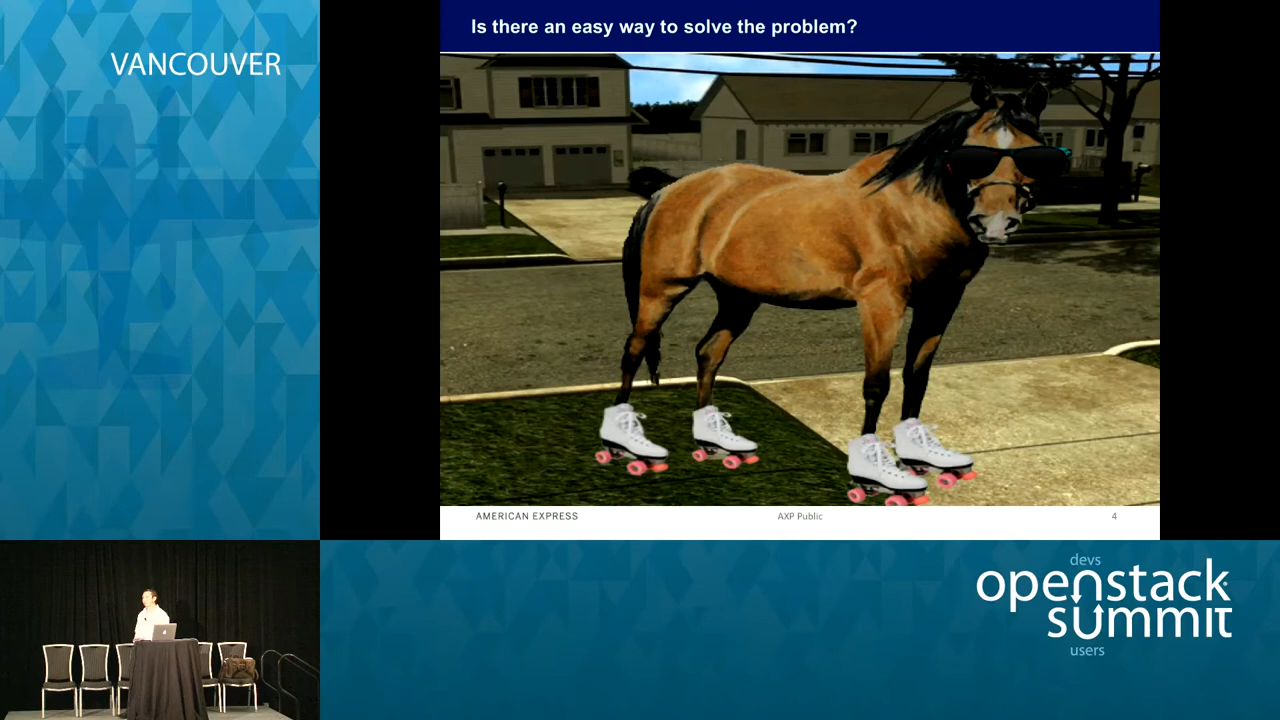 VANCOUVER
Is there an easy way to solve the problem?
AMERICAN EXPRESS
AXP Public
4
devs
openstack
summit
users